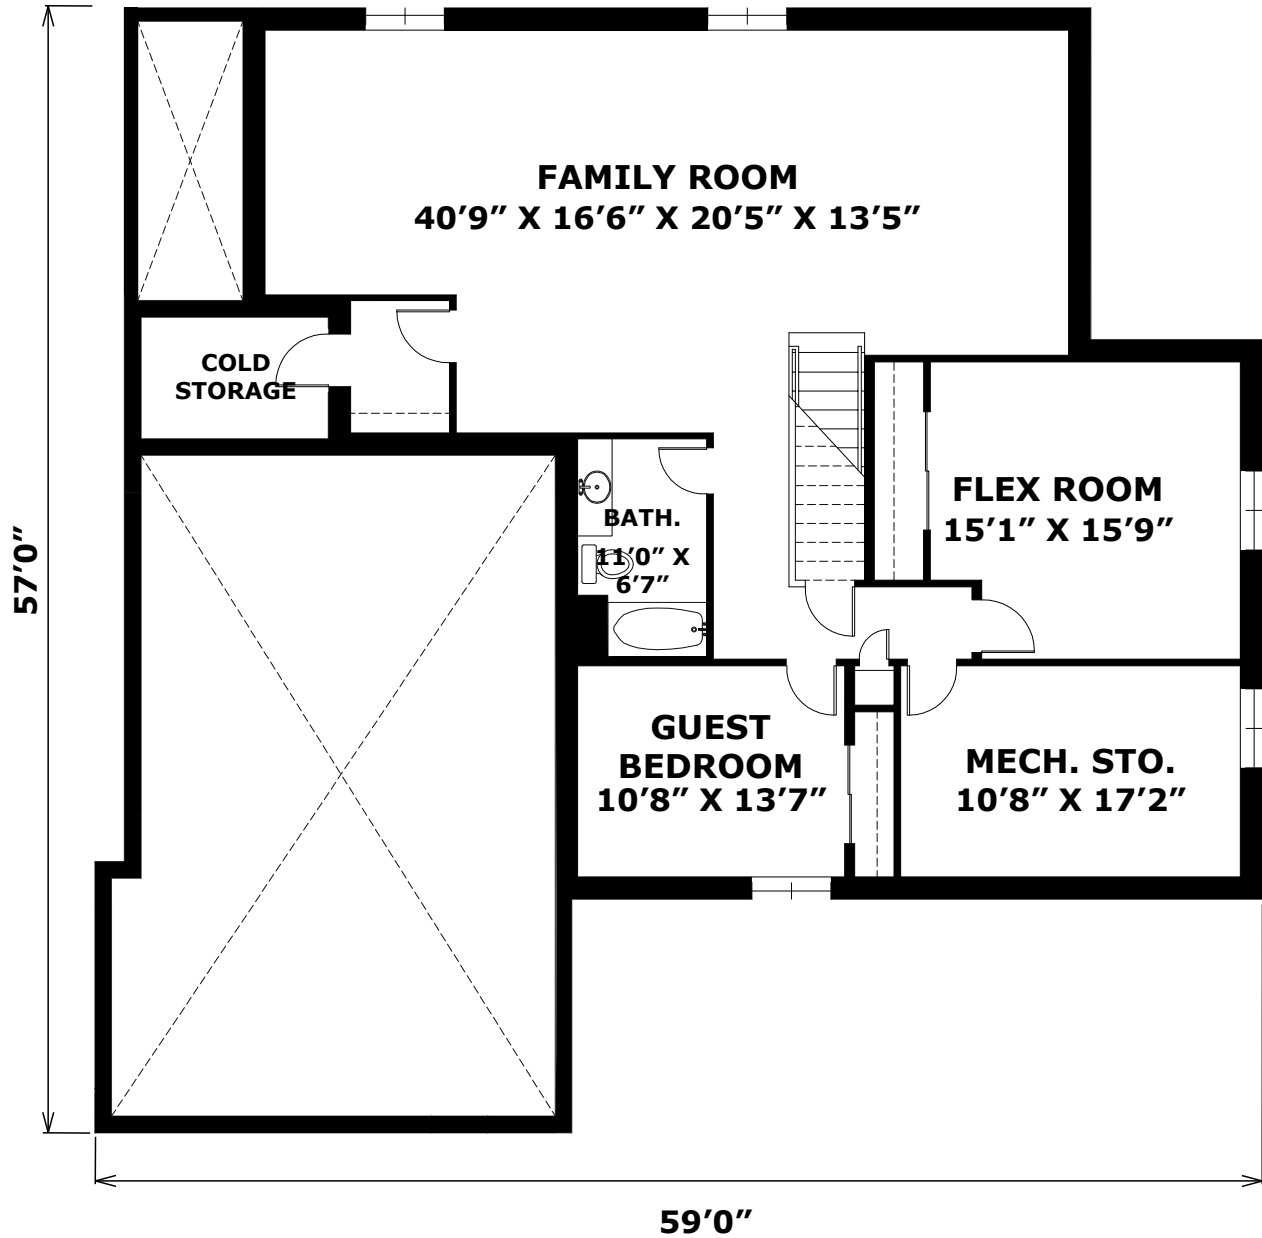 FAMILY ROOM
40’9” X 16’6” X 20’5” X 13’5”
COLD
STORAGE
FLEX ROOM
15’1” X 15’9”
BATH.
11’0” X
6’7”
57’0”
GUEST
BEDROOM
10’8” X 13’7”
MECH. STO.
10’8” X 17’2”
59’0”